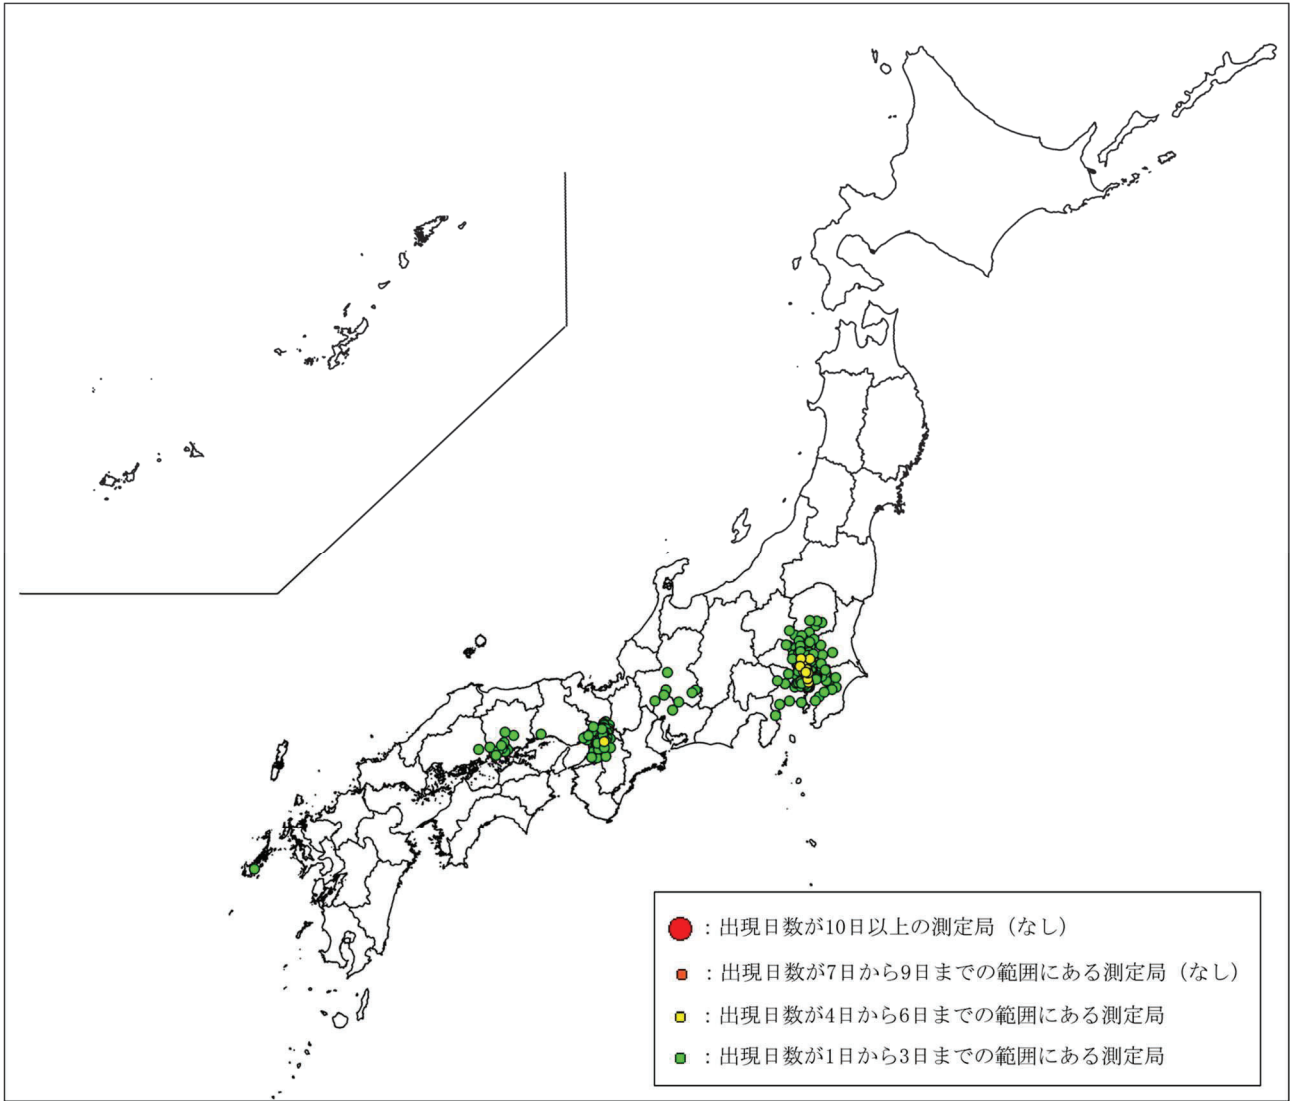 ：出現日数が10日以上の測定局（なし）
：出現日数が7日から9日までの範囲にある測定局（なし）
：出現日数が4日から6日までの範囲にある測定局
：出現日数が1日から3日までの範囲にある測定局